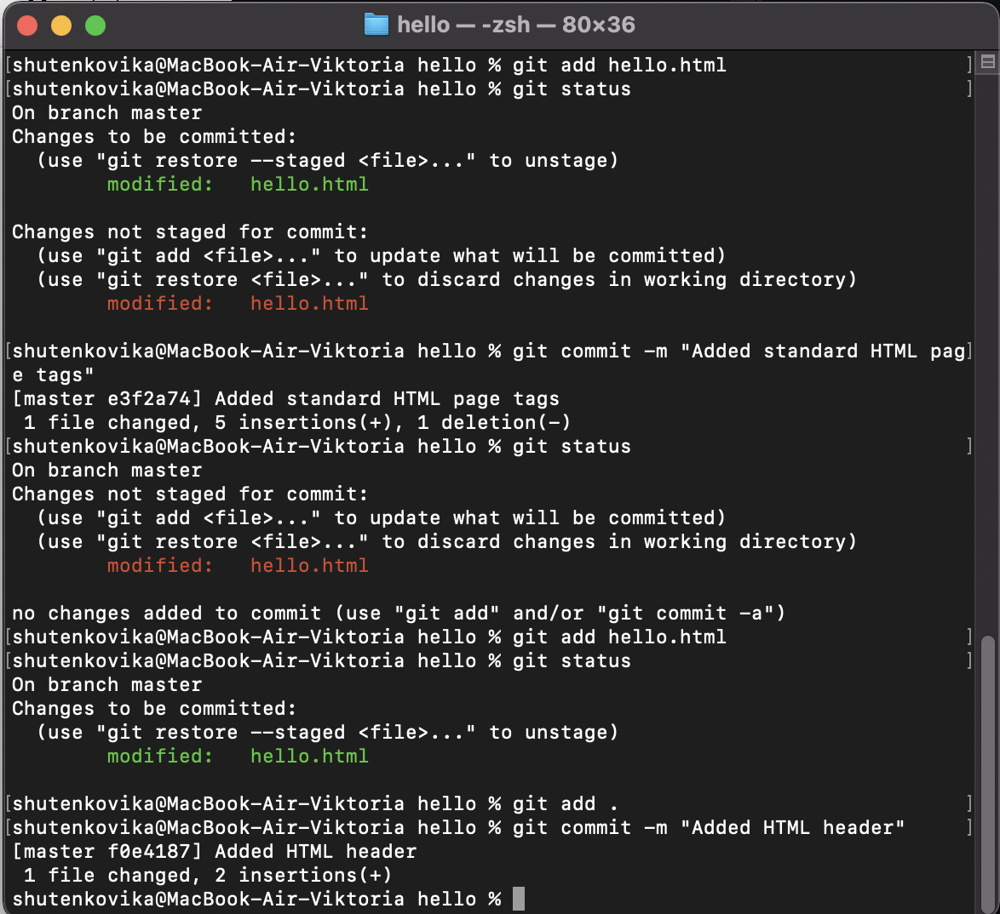 hello — -zsh — 80×36
[shutenkovika@MacBook-Air-Viktoria hello % git add hello.html ]
[shutenkovika@MacBook-Air-Viktoria hello % git status ]
On branch master
Changes to be committed:
  (use "git restore --staged <file>..." to unstage)
        modified:   hello.html

Changes not staged for commit:
  (use "git add <file>..." to update what will be committed)
  (use "git restore <file>..." to discard changes in working directory)
        modified:   hello.html

[shutenkovika@MacBook-Air-Viktoria hello % git commit -m "Added standard HTML pag]
e tags"
[master e3f2a74] Added standard HTML page tags
 1 file changed, 5 insertions(+), 1 deletion(-)
[shutenkovika@MacBook-Air-Viktoria hello % git status ]
On branch master
Changes not staged for commit:
  (use "git add <file>..." to update what will be committed)
  (use "git restore <file>..." to discard changes in working directory)
        modified:   hello.html

no changes added to commit (use "git add" and/or "git commit -a")
[shutenkovika@MacBook-Air-Viktoria hello % git add hello.html ]
[shutenkovika@MacBook-Air-Viktoria hello % git status ]
On branch master
Changes to be committed:
  (use "git restore --staged <file>..." to unstage)
        modified:   hello.html

[shutenkovika@MacBook-Air-Viktoria hello % git add . ]
[shutenkovika@MacBook-Air-Viktoria hello % git commit -m "Added HTML header" ]
[master f0e4187] Added HTML header
 1 file changed, 2 insertions(+)
shutenkovika@MacBook-Air-Viktoria hello %